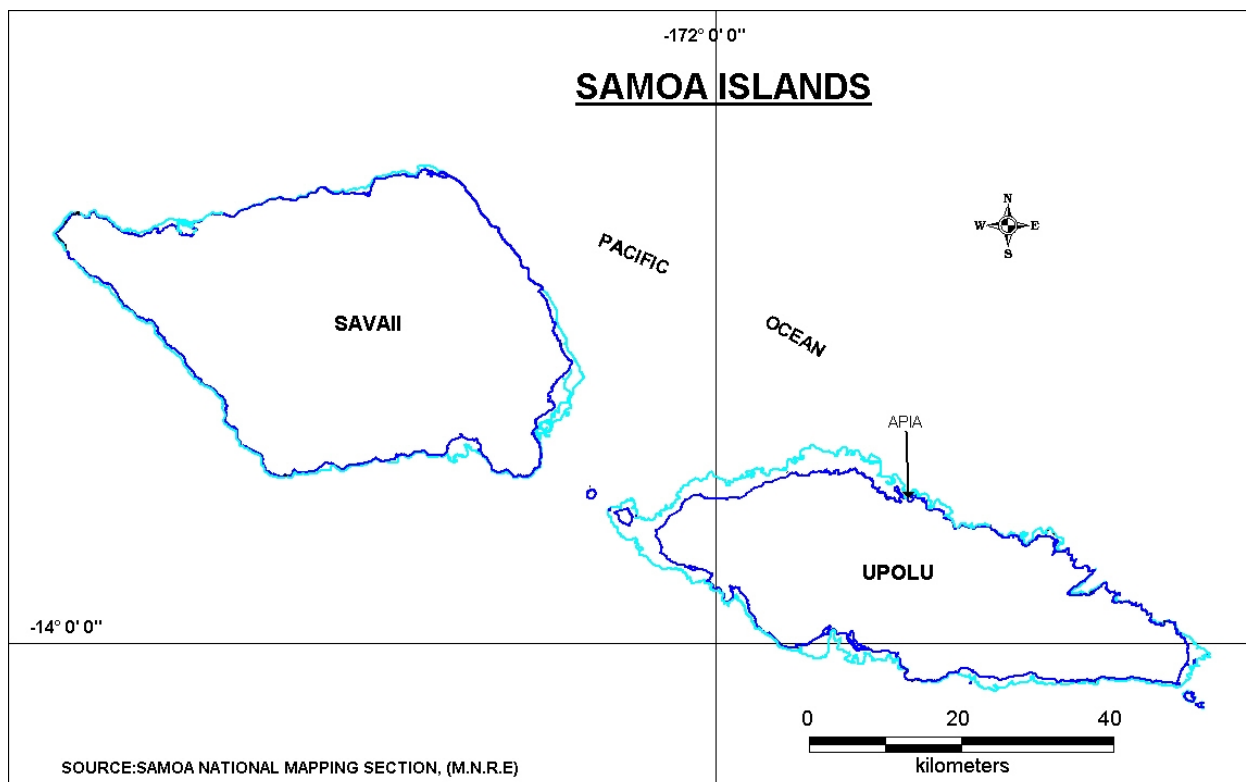 -172° 0' 0"
SAMOA ISLANDS
N
W E
S
PACIFIC
OCEAN
SAVAII
APIA
UPOLU
-14° 0' 0"
0 20 40
kilometers
SOURCE:SAMOA NATIONAL MAPPING SECTION, (M.N.R.E)